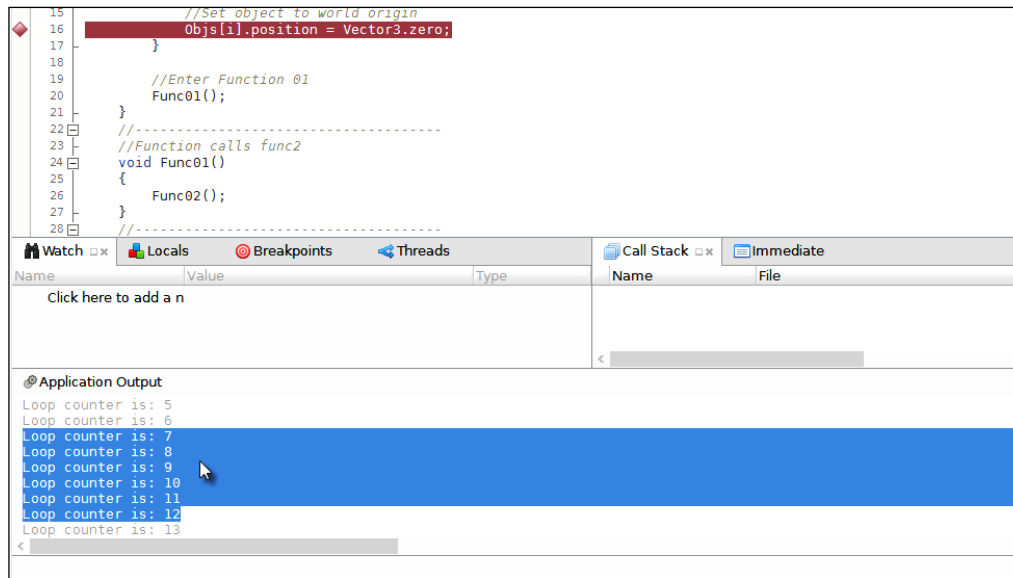 15 //Set object to world origin
16 Objs[i].position = Vector3.zero;
17 }
18
19 //Enter Function 01
20 Func01();
21 }
22 //-------------------------------------
23 //Function calls func2
24 void Func01()
25 {
26 Func02();
27 }
28 //-------------------------------------
Watch Locals Breakpoints Threads Call Stack Immediate
Name Value Type Name File
Click here to add a n
Application Output
Loop counter is: 5
Loop counter is: 6
Loop counter is: 7
Loop counter is: 8
Loop counter is: 9
Loop counter is: 10
Loop counter is: 11
Loop counter is: 12
Loop counter is: 13